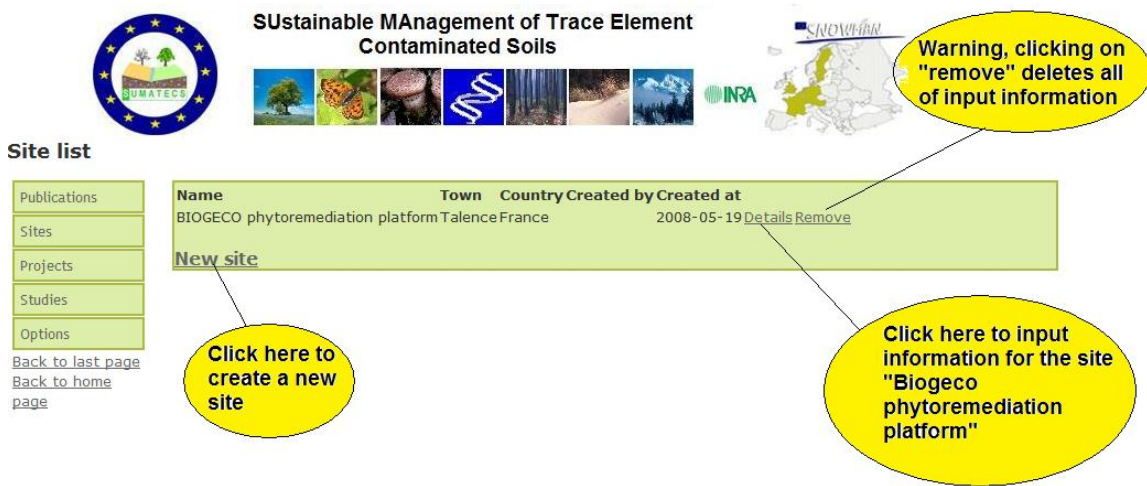 SUstainable MAnagement of Trace Element
Contaminated Soils
SUMATECS
INRA
SNOWMAN
Warning, clicking on
"remove" deletes all
of input information
Site list
Publications
Sites
Projects
Studies
Options
Back to last page
Back to home
page
Name Town Country Created by Created at
BIOGECO phytoremediation platform Talence France 2008-05-19 Details Remove
New site
Click here to
create a new
site
Click here to input
information for the site
"Biogeco
phytoremediation
platform"